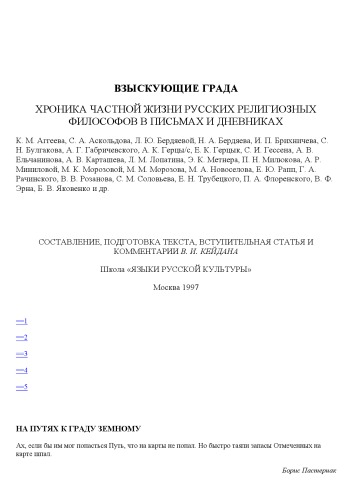 ВЗЫСКУЮЩИЕ ГРАДА
ХРОНИКА ЧАСТНОЙ ЖИЗНИ РУССКИХ РЕЛИГИОЗНЫХ
ФИЛОСОФОВ В ПИСЬМАХ И ДНЕВНИКАХ
К. М. Аггеева, С. А. Аскольдова, Л. Ю. Бердяевой, Н. А. Бердяева, И. П. Брихничева, С.
Н. Булгакова, А. Г. Габричевского, А. К. Герцык, Е. К. Герцык, С. И. Гессена, А. В.
Ельчанинова, А. В. Карташева, Л. М. Лопатина, Э. К. Метнера, П. Н. Милюкова, А. Р.
Минцловой, М. К. Морозовой, М. М. Морозова, М. А. Новоселова, Е. Ю. Рапп, Г. А.
Рачинского, В. В. Розанова, С. М. Соловьева, Е. Н. Трубецкого, П. А. Флоренского, В. Ф.
Эрна, Б. В. Яковенко и др.
СОСТАВЛЕНИЕ, ПОДГОТОВКА ТЕКСТА, ВСТУПИТЕЛЬНАЯ СТАТЬЯ И
КОММЕНТАРИИ В. И. КЕЙДАНА
Школа «ЯЗЫКИ РУССКОЙ КУЛЬТУРЫ»
Москва 1997
—1
—2
—3
—4
—5
НА ПУТЯХ К ГРАДУ ЗЕМНОМУ
Ах, если бы им мог попасться Путь, что на карты не попал. Но быстро таяли запасы Отмеченных на
карте шпал.
Борис Пастернак